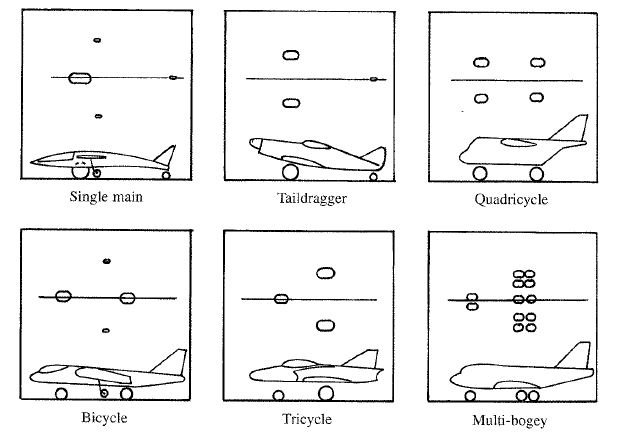 Single main
Taildragger
Quadricycle
Bicycle
Tricycle
Multi-bogey